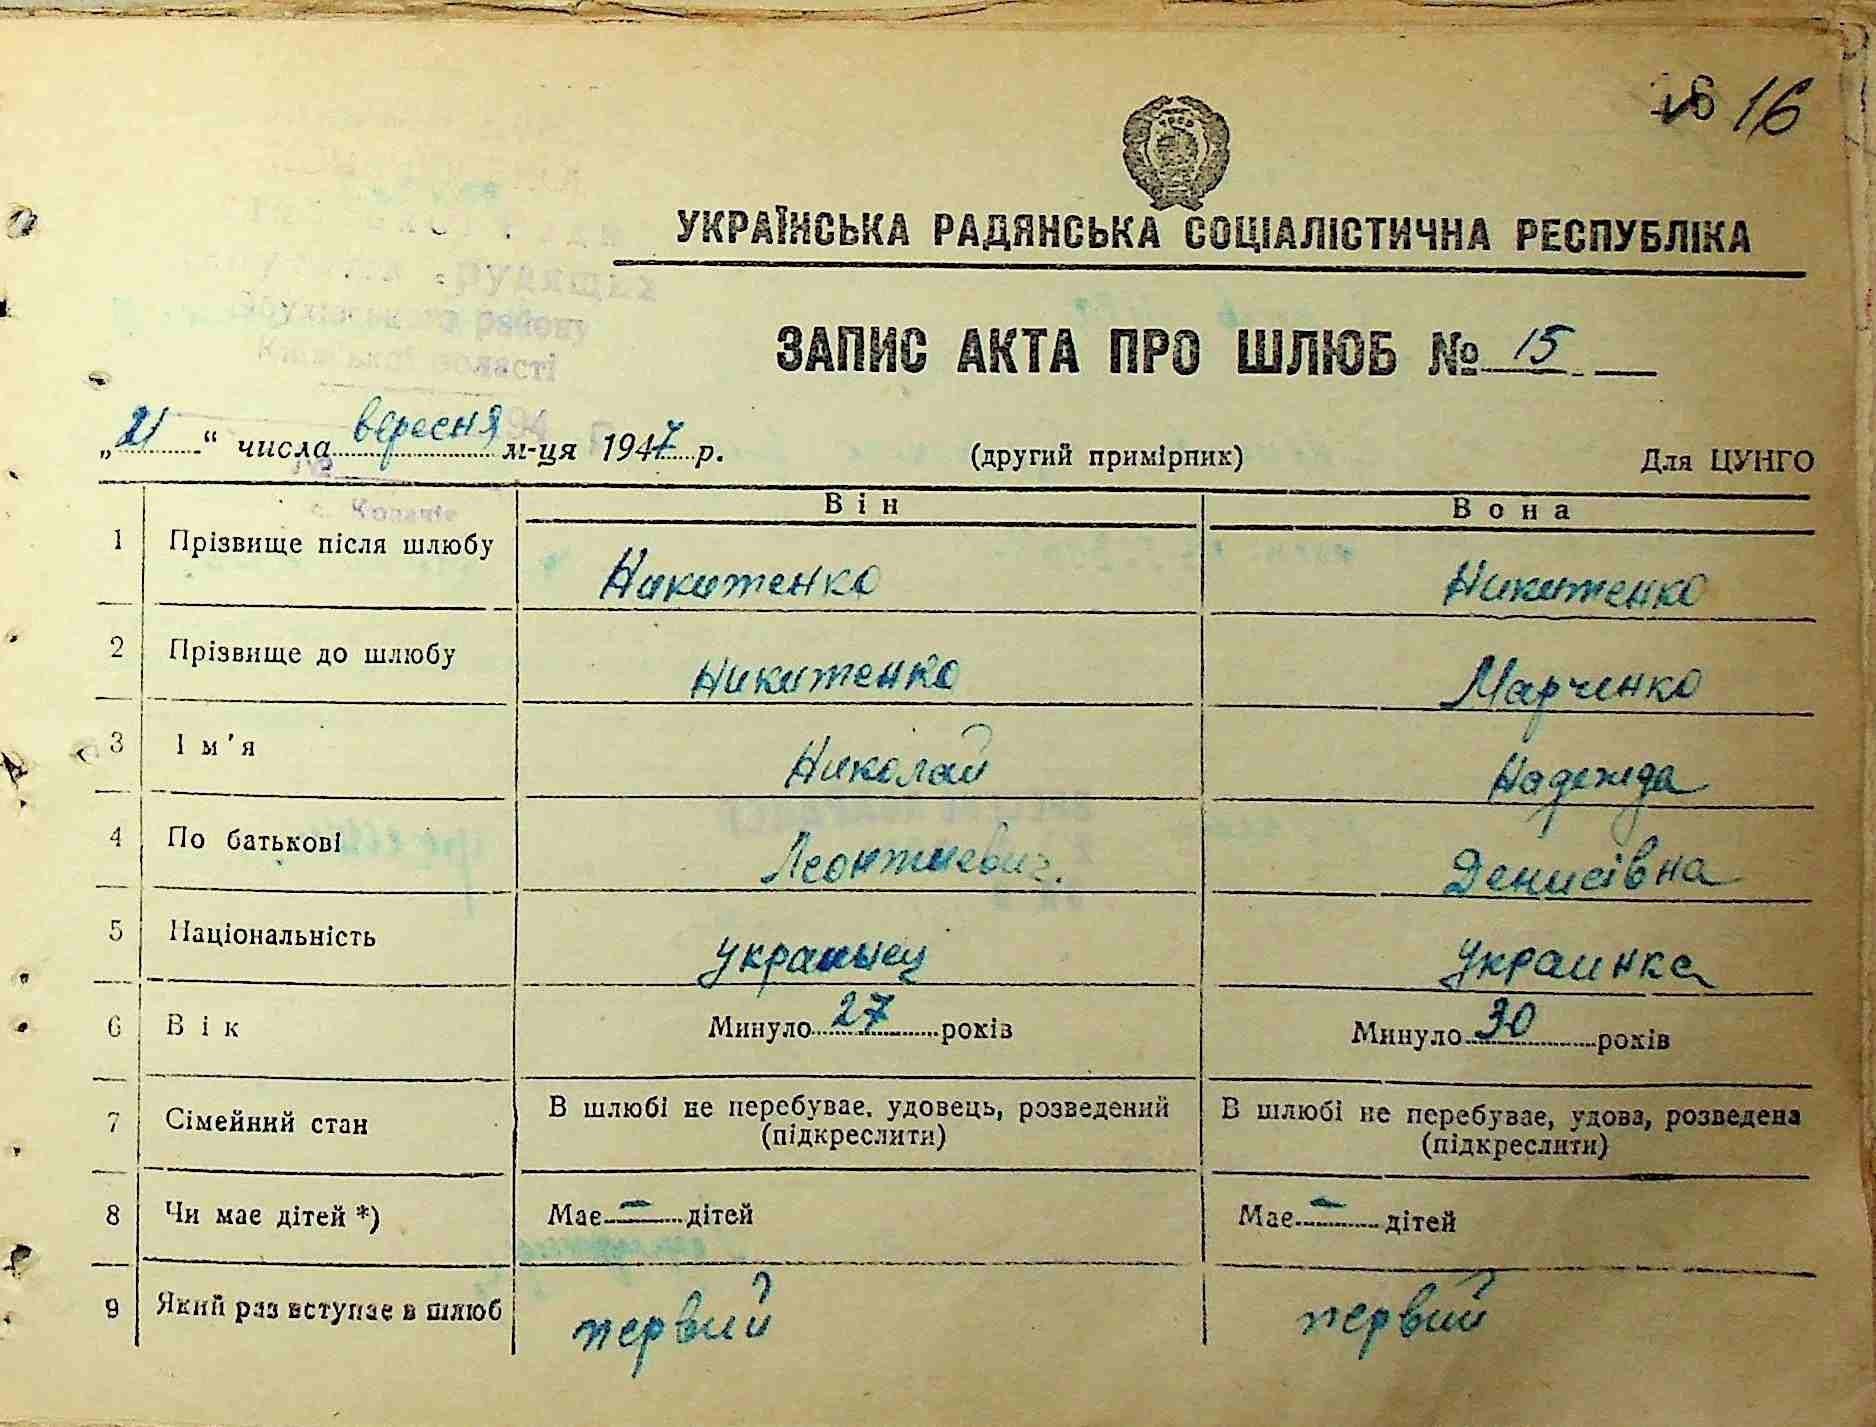 16
УКРАЇНСЬКА РАДЯНСЬКА СОЦІАЛІСТИЧНА РЕСПУБЛІКА
ЗАПИС АКТА ПРО ШЛЮБ № 15
„21“ числа вересня м-ця 1947 р. (другий примірник) Для ЦУНГО
Він Вона
1 Прізвище після шлюбу Никитенко Никитенко
2 Прізвище до шлюбу Никитенко Марченко
3 Ім'я Николай Надежда
4 По батькові Леонтиевич. Денисівна
5 Національність украинец украинка
6 Вік Минуло 27 років Минуло 30 років
7 Сімейний стан В шлюбі не перебуває, удовець, розведений В шлюбі не перебуває, удова, розведена
(підкреслити) (підкреслити)
8 Чи має дітей *) Має — дітей Має — дітей
9 Який раз вступає в шлюб первий первий